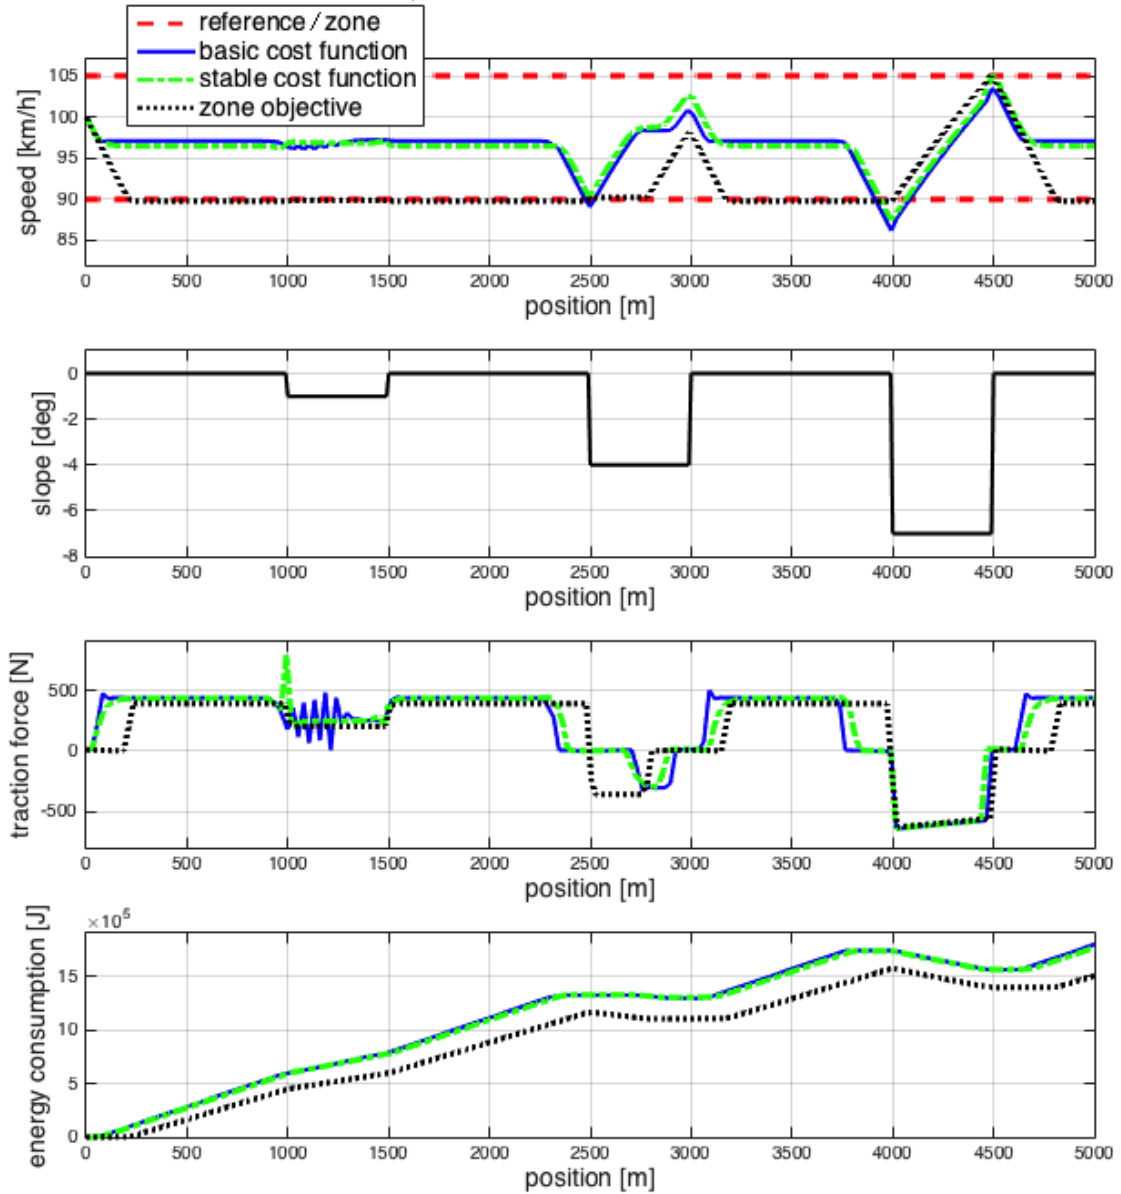 reference / zone
basic cost function
stable cost function
zone objective
speed [km/h]
105
100
95
90
85
0 500 1000 1500 2000 2500 3000 3500 4000 4500 5000
position [m]
slope [deg]
0
-2
-4
-6
-8
0 500 1000 1500 2000 2500 3000 3500 4000 4500 5000
position [m]
traction force [N]
500
0
-500
0 500 1000 1500 2000 2500 3000 3500 4000 4500 5000
position [m]
energy consumption [J]
15
10
5
0
0 500 1000 1500 2000 2500 3000 3500 4000 4500 5000
position [m]